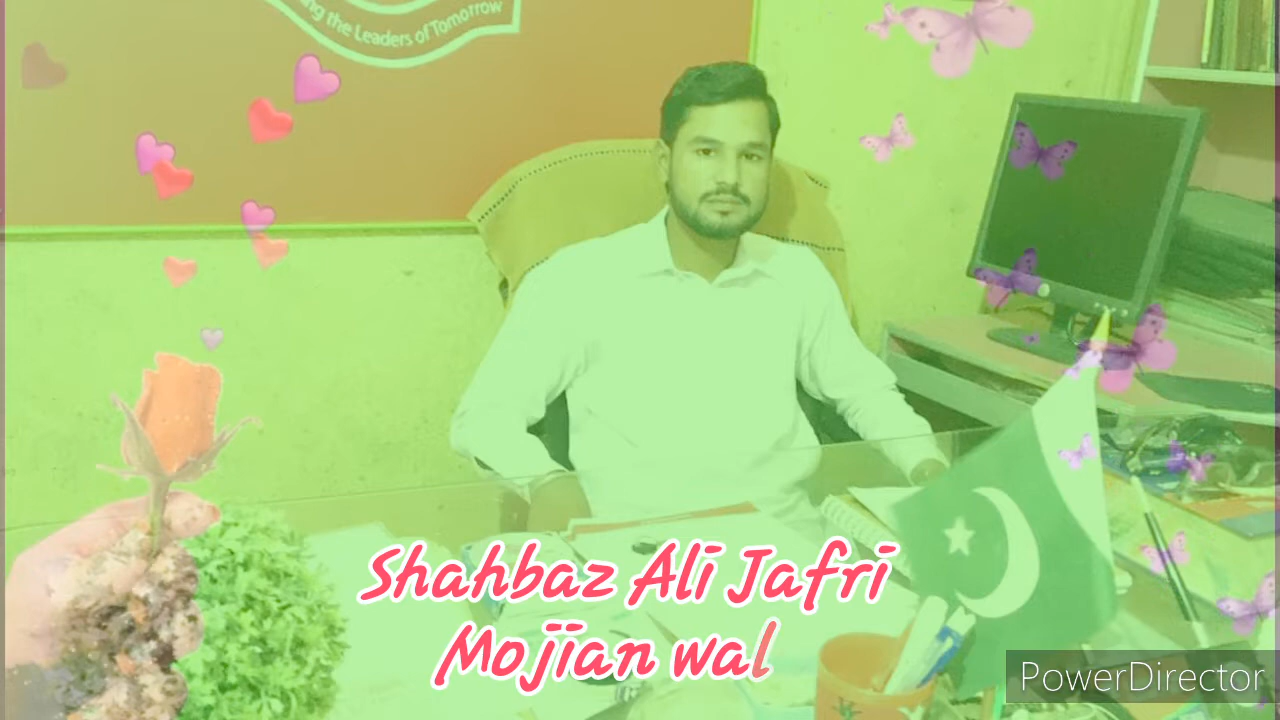 ng the Leaders of Tomorrow
Shahbaz Ali Jafri
Mojian wal
PowerDirector